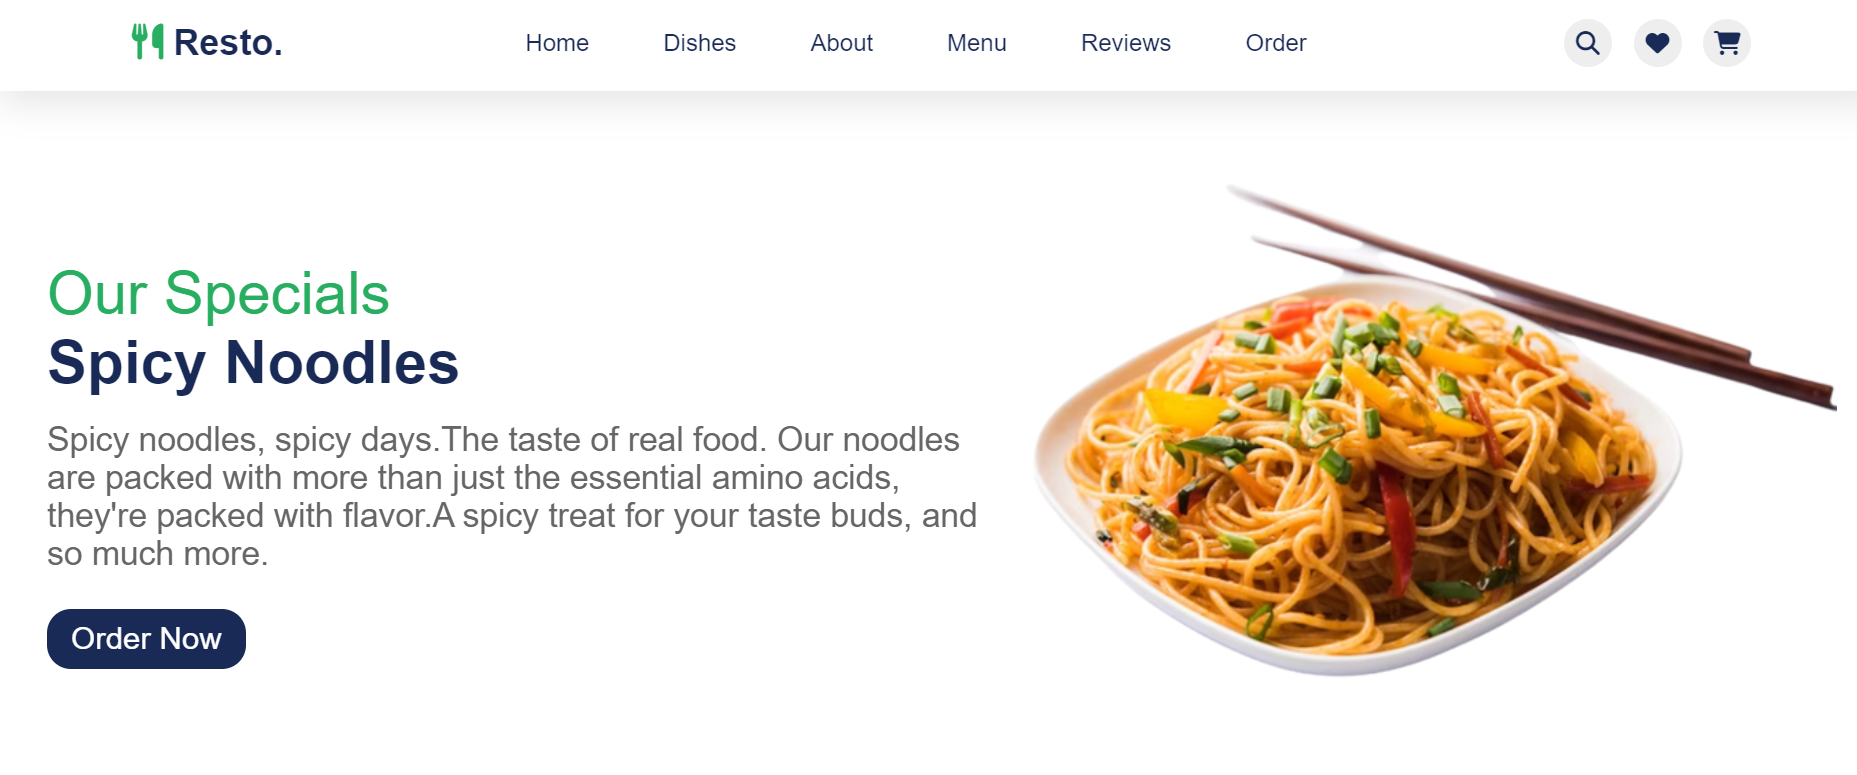 Resto.
Home
Dishes
About
Menu
Reviews
Order
Our Specials
Spicy Noodles
Spicy noodles, spicy days.The taste of real food. Our noodles
are packed with more than just the essential amino acids,
they're packed with flavor.A spicy treat for your taste buds, and
so much more.
Order Now